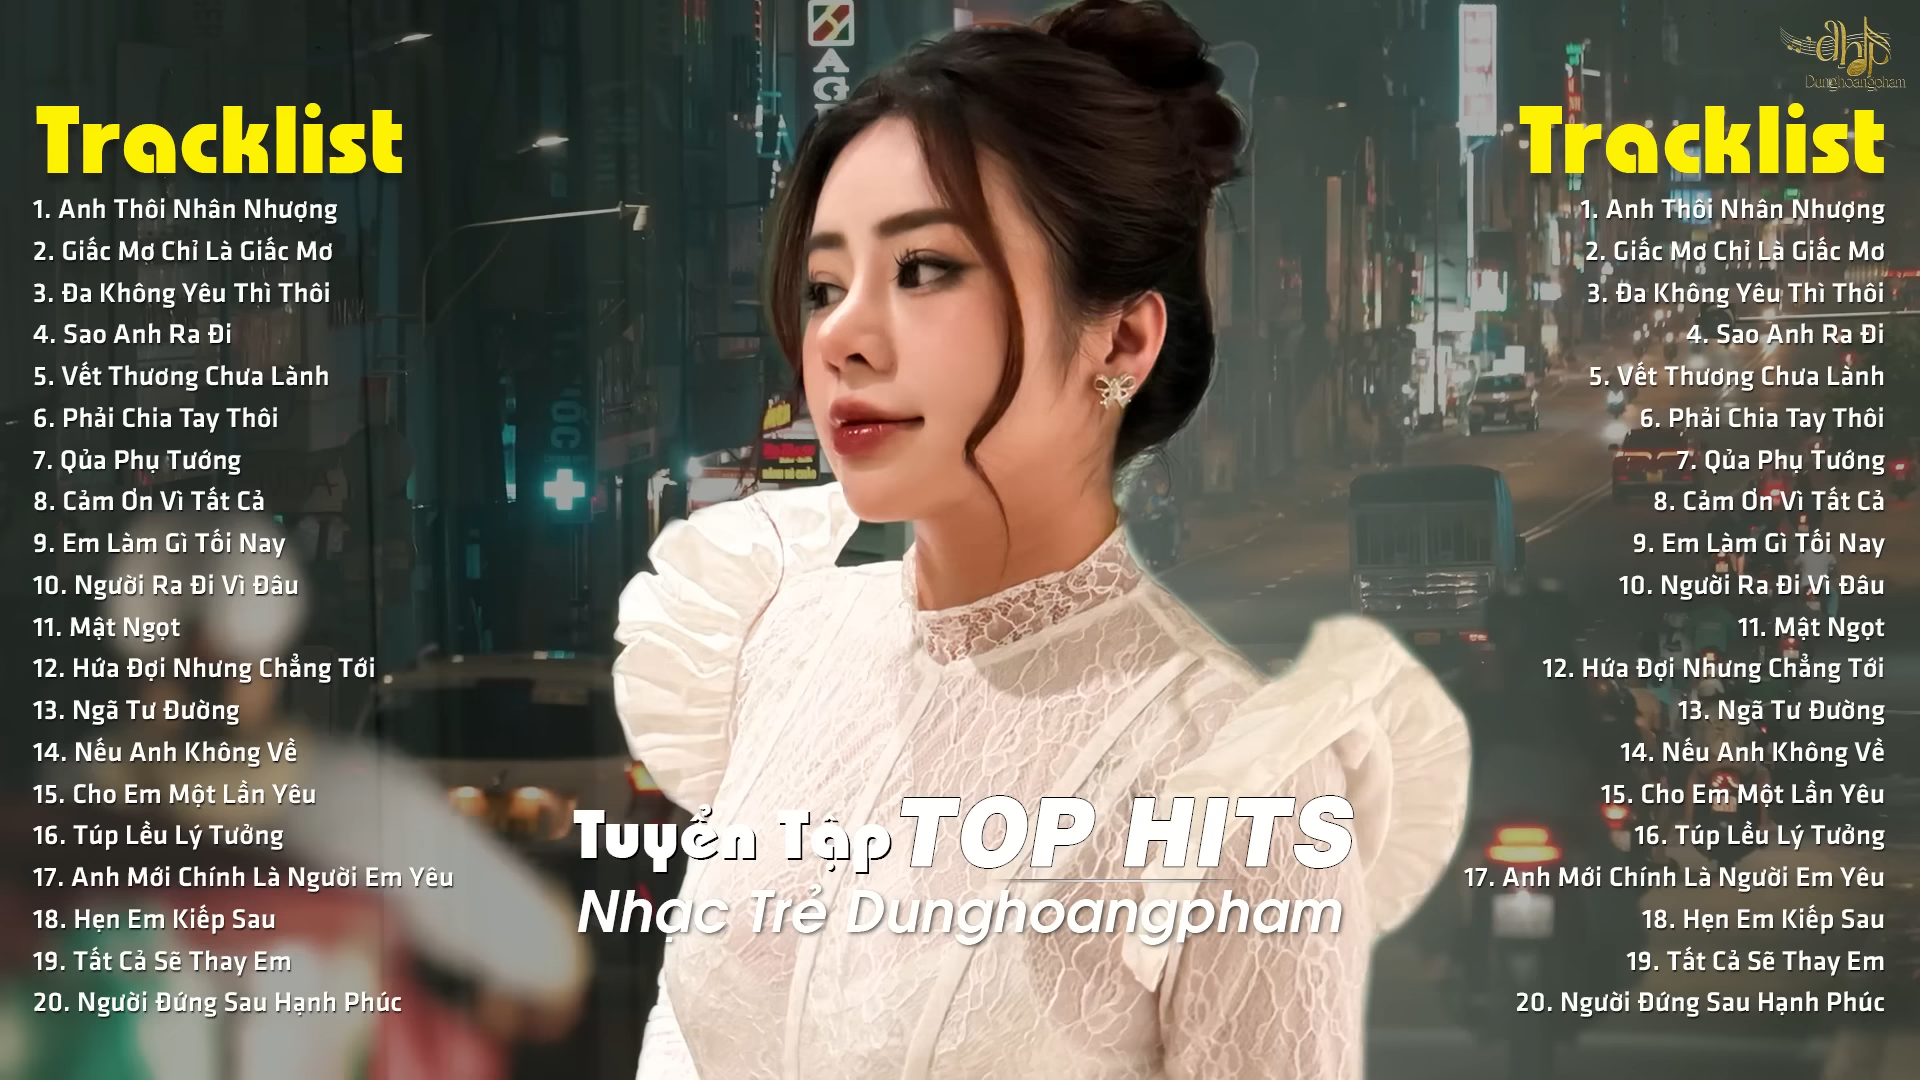 Dunghoangpham
Tracklist
1. Anh Thôi Nhân Nhượng
2. Giấc Mơ Chỉ Là Giấc Mơ
3. Đa Không Yêu Thì Thôi
4. Sao Anh Ra Đi
5. Vết Thương Chưa Lành
6. Phải Chia Tay Thôi
7. Qủa Phụ Tướng
8. Cảm Ơn Vì Tất Cả
9. Em Làm Gì Tối Nay
10. Người Ra Đi Vì Đâu
11. Mật Ngọt
12. Hứa Đợi Nhưng Chẳng Tới
13. Ngã Tư Đường
14. Nếu Anh Không Về
15. Cho Em Một Lần Yêu
16. Túp Lều Lý Tưởng
17. Anh Mới Chính Là Người Em Yêu
18. Hẹn Em Kiếp Sau
19. Tất Cả Sẽ Thay Em
20. Người Đứng Sau Hạnh Phúc
Tuyển Tập TOP HITS
Nhạc Trẻ Dunghoangpham
Tracklist
1. Anh Thôi Nhân Nhượng
2. Giấc Mơ Chỉ Là Giấc Mơ
3. Đa Không Yêu Thì Thôi
4. Sao Anh Ra Đi
5. Vết Thương Chưa Lành
6. Phải Chia Tay Thôi
7. Qủa Phụ Tướng
8. Cảm Ơn Vì Tất Cả
9. Em Làm Gì Tối Nay
10. Người Ra Đi Vì Đâu
11. Mật Ngọt
12. Hứa Đợi Nhưng Chẳng Tới
13. Ngã Tư Đường
14. Nếu Anh Không Về
15. Cho Em Một Lần Yêu
16. Túp Lều Lý Tưởng
17. Anh Mới Chính Là Người Em Yêu
18. Hẹn Em Kiếp Sau
19. Tất Cả Sẽ Thay Em
20. Người Đứng Sau Hạnh Phúc